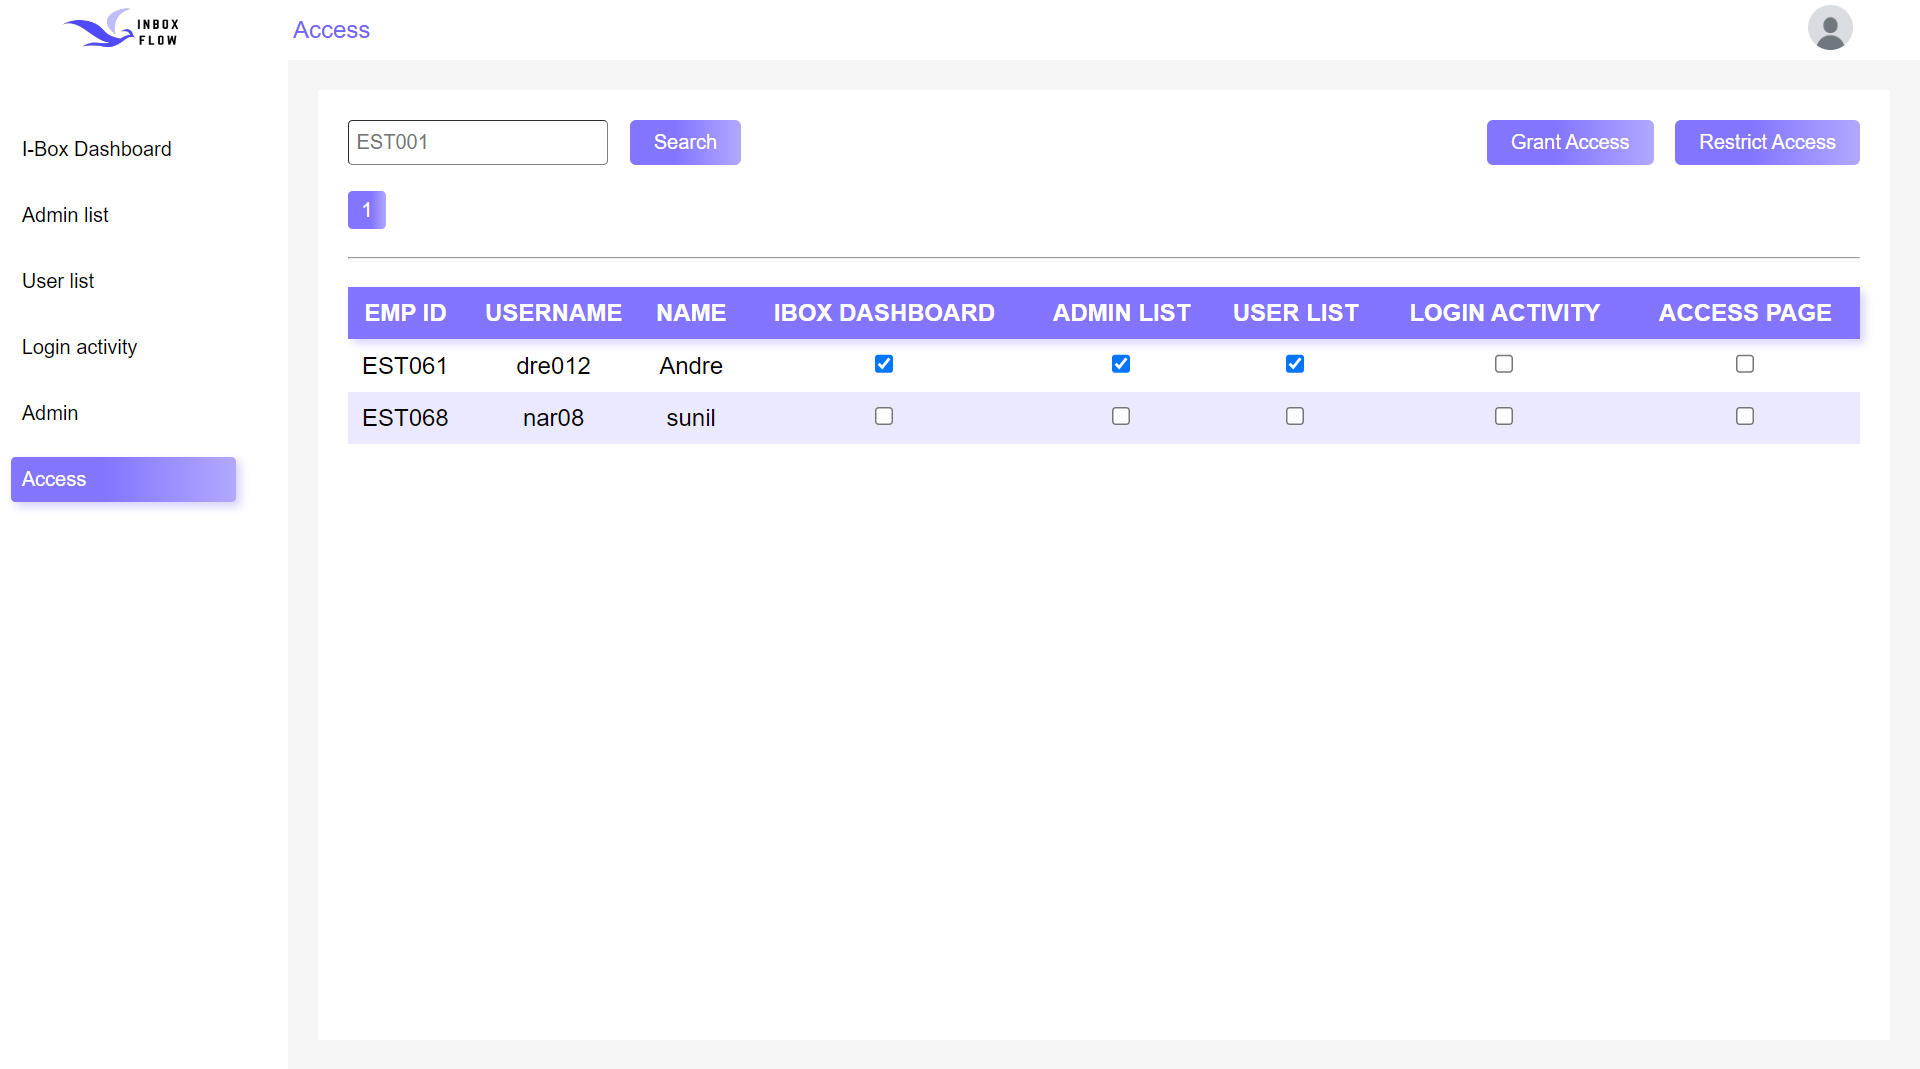 INBOX
FLOW
Access
I-Box Dashboard
Admin list
User list
Login activity
Admin
Access
EST001 Search Grant Access Restrict Access
1
EMP ID USERNAME NAME IBOX DASHBOARD ADMIN LIST USER LIST LOGIN ACTIVITY ACCESS PAGE
EST061 dre012 Andre
EST068 nar08 sunil